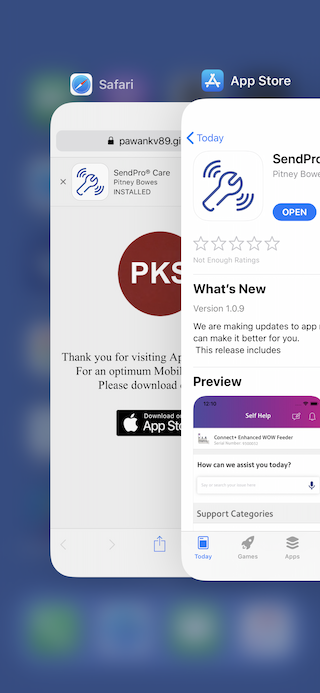 Safari
App Store
pawankv89.gi
SendPro® Care
Pitney Bowes
INSTALLED
PKS
Thank you for visiting Ap
For an optimum Mobil
Please download
Download on
App Sto
Today
SendPro
Pitney Bowe
OPEN
Not Enough Ratings
What's New
Version 1.0.9
We are making updates to app
can make it better for you.
This release includes
Preview
12:10
Self Help
Connect+ Enhanced WOW Feeder
How can we assist you today?
Support Categories
Today
Games
Apps